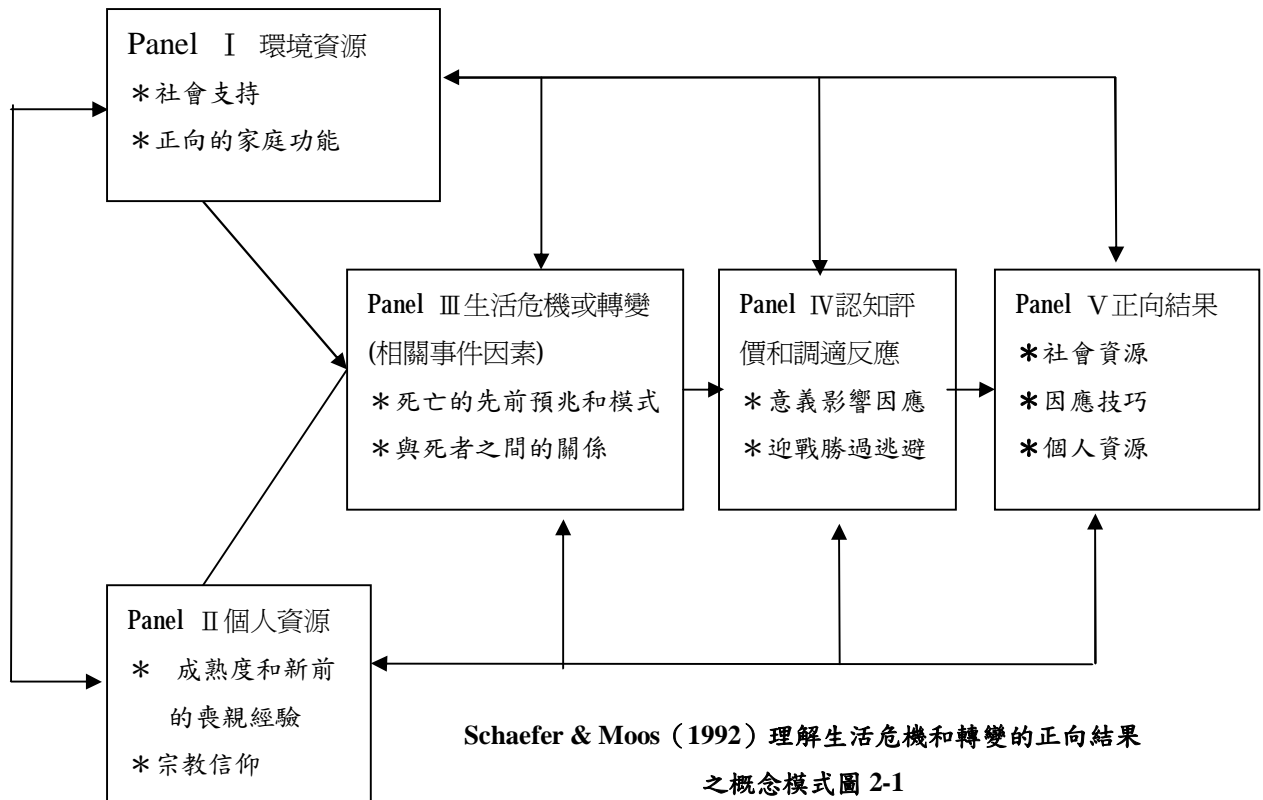 Panel Ⅰ 環境資源
＊社會支持
＊正向的家庭功能
Panel Ⅲ生活危機或轉變
(相關事件因素)
＊死亡的先前預兆和模式
＊與死者之間的關係
Panel Ⅳ認知評
價和調適反應
＊意義影響因應
＊迎戰勝過逃避
Panel Ⅴ正向結果
＊社會資源
＊因應技巧
＊個人資源
Panel Ⅱ個人資源
＊ 成熟度和新前
的喪親經驗
＊宗教信仰
Schaefer & Moos（1992）理解生活危機和轉變的正向結果
之概念模式圖 2-1